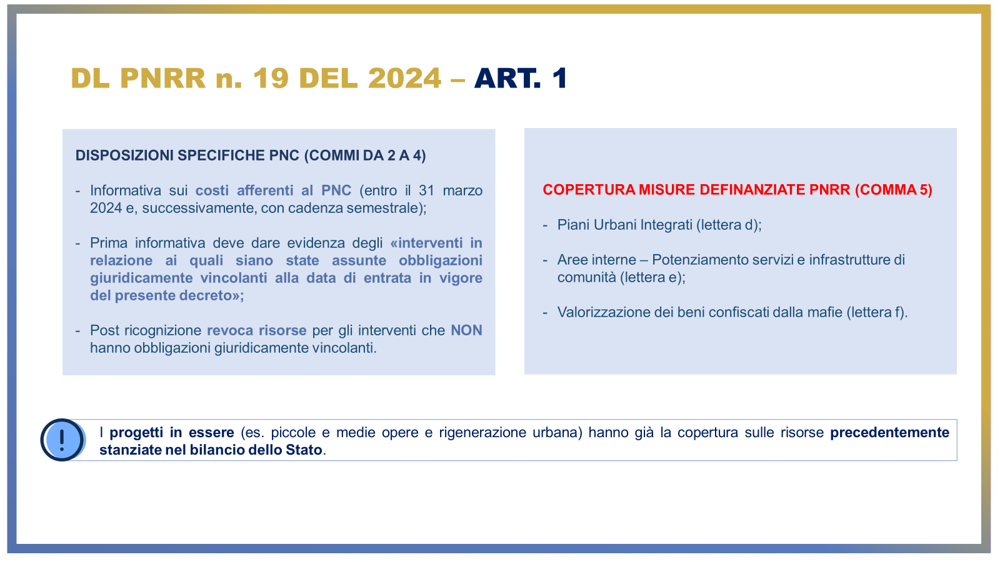 DL PNRR n. 19 DEL 2024 – ART. 1
DISPOSIZIONI SPECIFICHE PNC (COMMI DA 2 A 4)
- Informativa sui costi afferenti al PNC (entro il 31 marzo
2024 e, successivamente, con cadenza semestrale);
- Prima informativa deve dare evidenza degli «interventi in
relazione ai quali siano state assunte obbligazioni
giuridicamente vincolanti alla data di entrata in vigore
del presente decreto»;
- Post ricognizione revoca risorse per gli interventi che NON
hanno obbligazioni giuridicamente vincolanti.
COPERTURA MISURE DEFINANZIATE PNRR (COMMA 5)
- Piani Urbani Integrati (lettera d);
- Aree interne – Potenziamento servizi e infrastrutture di
comunità (lettera e);
- Valorizzazione dei beni confiscati dalla mafie (lettera f).
I progetti in essere (es. piccole e medie opere e rigenerazione urbana) hanno già la copertura sulle risorse precedentemente
stanziate nel bilancio dello Stato.